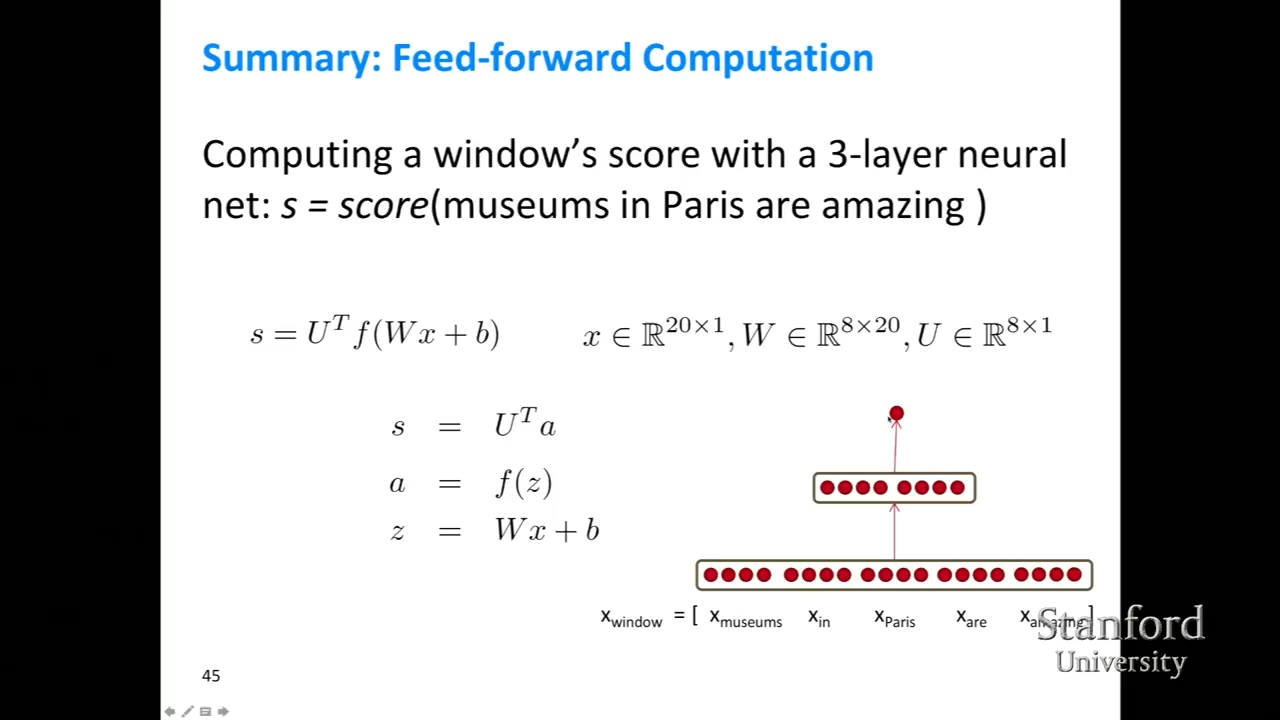 Summary: Feed-forward Computation
Computing a window’s score with a 3-layer neural
net: s = score(museums in Paris are amazing )
s = U^T f(Wx + b)    x ∈ ℝ^{20×1}, W ∈ ℝ^{8×20}, U ∈ ℝ^{8×1}
s = U^T a
a = f(z)
z = Wx + b
x_window = [ x_museums x_in x_Paris x_are x_amazing ]
Stanford
University
45